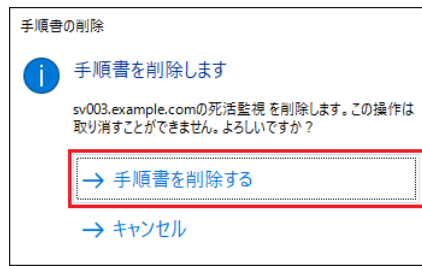 手順書の削除
手順書を削除します
sv003.example.comの死活監視 を削除します。この操作は
取り消すことができません。よろしいですか？
→ 手順書を削除する
→ キャンセル